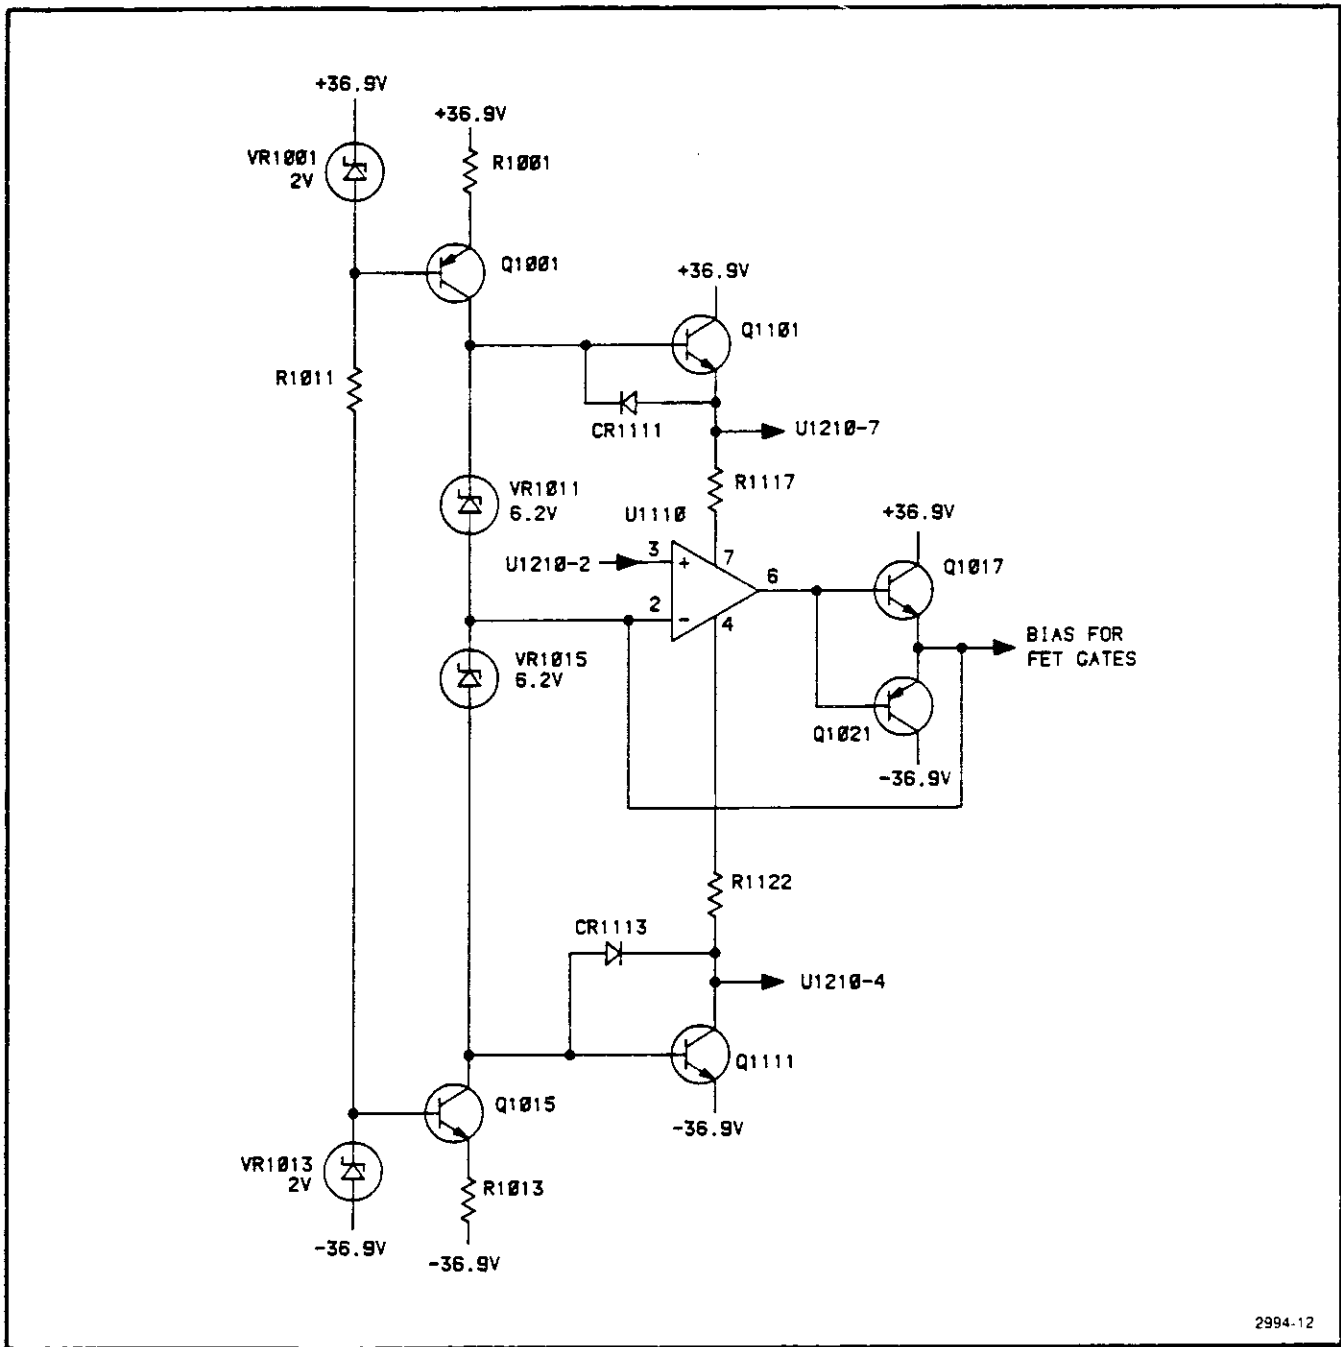 +36.9V
+36.9V
VR1001
2V
R1001
Q1001
+36.9V
Q1101
R1011
CR1111
U1210-7
R1117
VR1011
6.2V
U1110
+36.9V
U1210-2
3
+
7
6
Q1017
2
-
4
BIAS FOR
FET GATES
VR1015
6.2V
Q1021
-36.9V
R1122
CR1113
U1210-4
Q1111
Q1015
-36.9V
VR1013
2V
R1013
-36.9V
-36.9V
2994-12